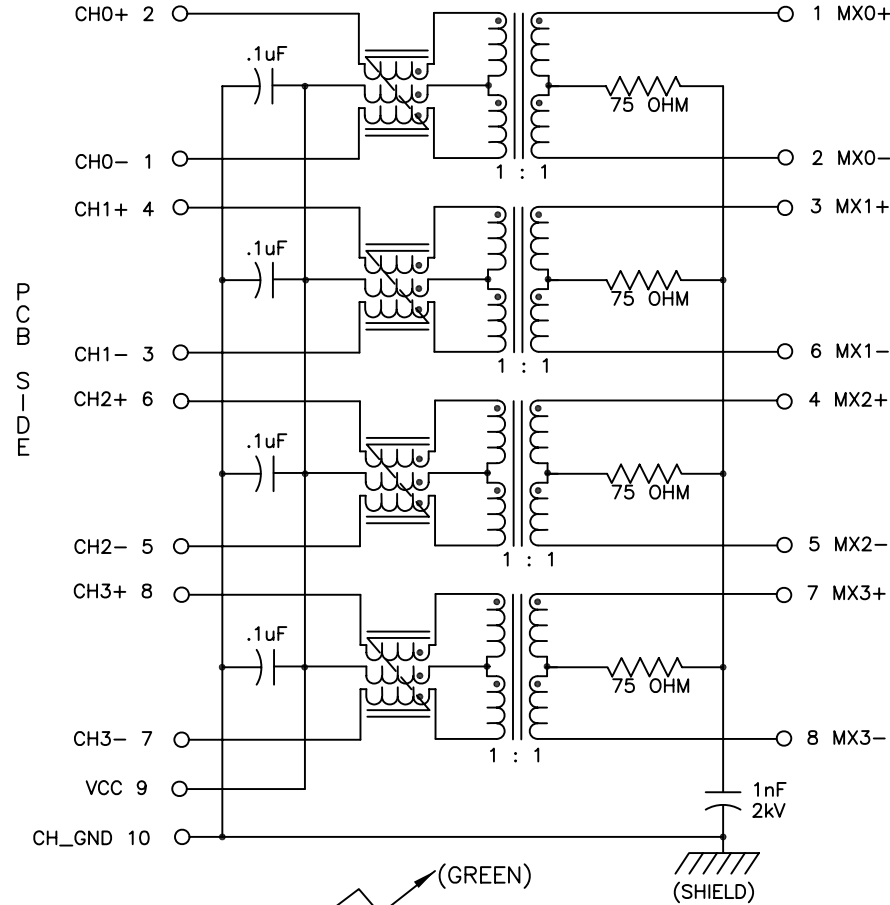 CH0+ 2
1 MX0+
.1uF
75 OHM
CH0- 1
2 MX0-
1 : 1
CH1+ 4
3 MX1+
.1uF
75 OHM
CH1- 3
6 MX1-
1 : 1
PCB SIDE
CH2+ 6
4 MX2+
.1uF
75 OHM
CH2- 5
5 MX2-
1 : 1
CH3+ 8
7 MX3+
.1uF
75 OHM
CH3- 7
8 MX3-
1 : 1
VCC 9
1nF
2kV
CH_GND 10
(GREEN)
(SHIELD)